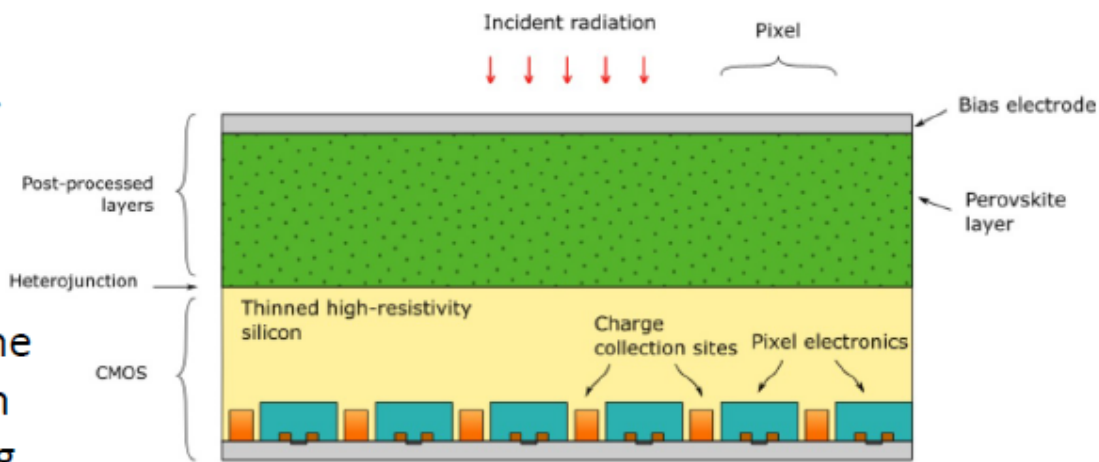 Incident radiation
Pixel
Bias electrode
Post-processed
layers
Perovskite
layer
Heterojunction
Thinned high-resistivity
silicon
Charge
collection sites
Pixel electronics
CMOS